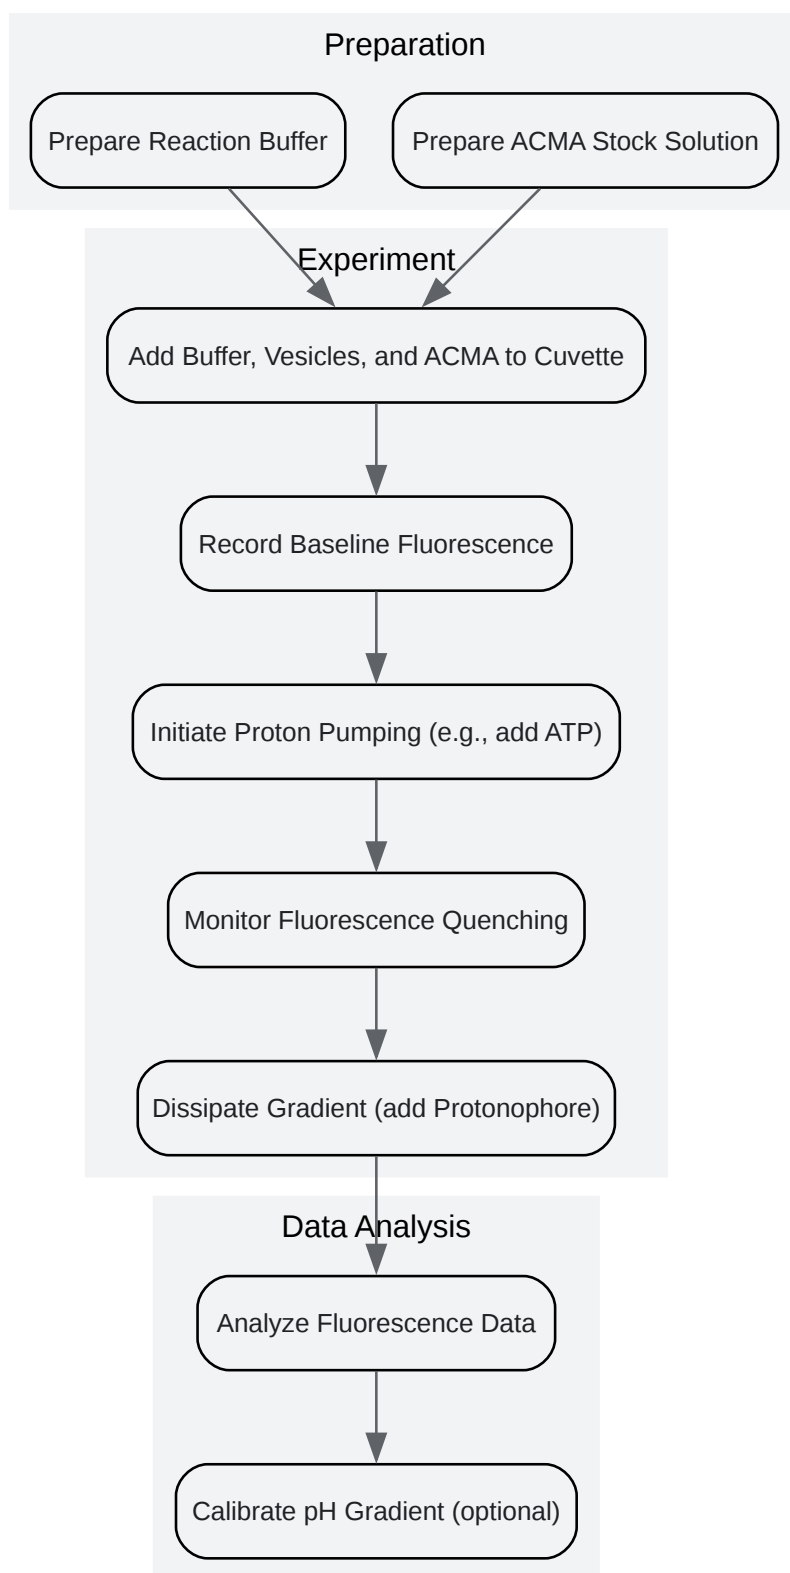 Preparation
Prepare Reaction Buffer
Prepare ACMA Stock Solution
Experiment
Add Buffer, Vesicles, and ACMA to Cuvette
Record Baseline Fluorescence
Initiate Proton Pumping (e.g., add ATP)
Monitor Fluorescence Quenching
Dissipate Gradient (add Protonophore)
Data Analysis
Analyze Fluorescence Data
Calibrate pH Gradient (optional)